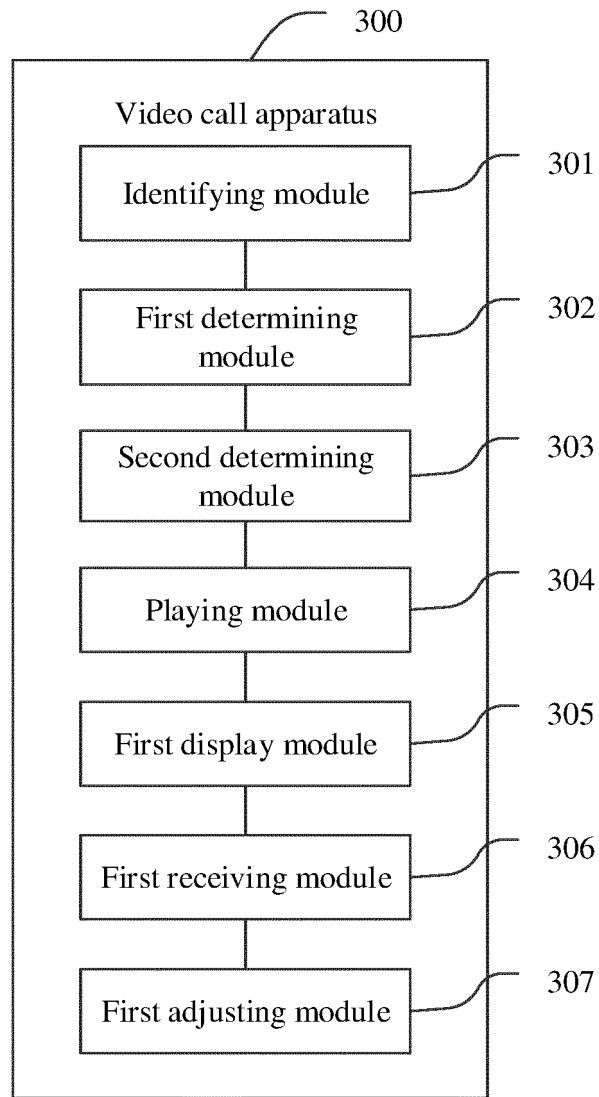 300
Video call apparatus
Identifying module
301
First determining
module
302
Second determining
module
303
Playing module
304
First display module
305
First receiving module
306
First adjusting module
307